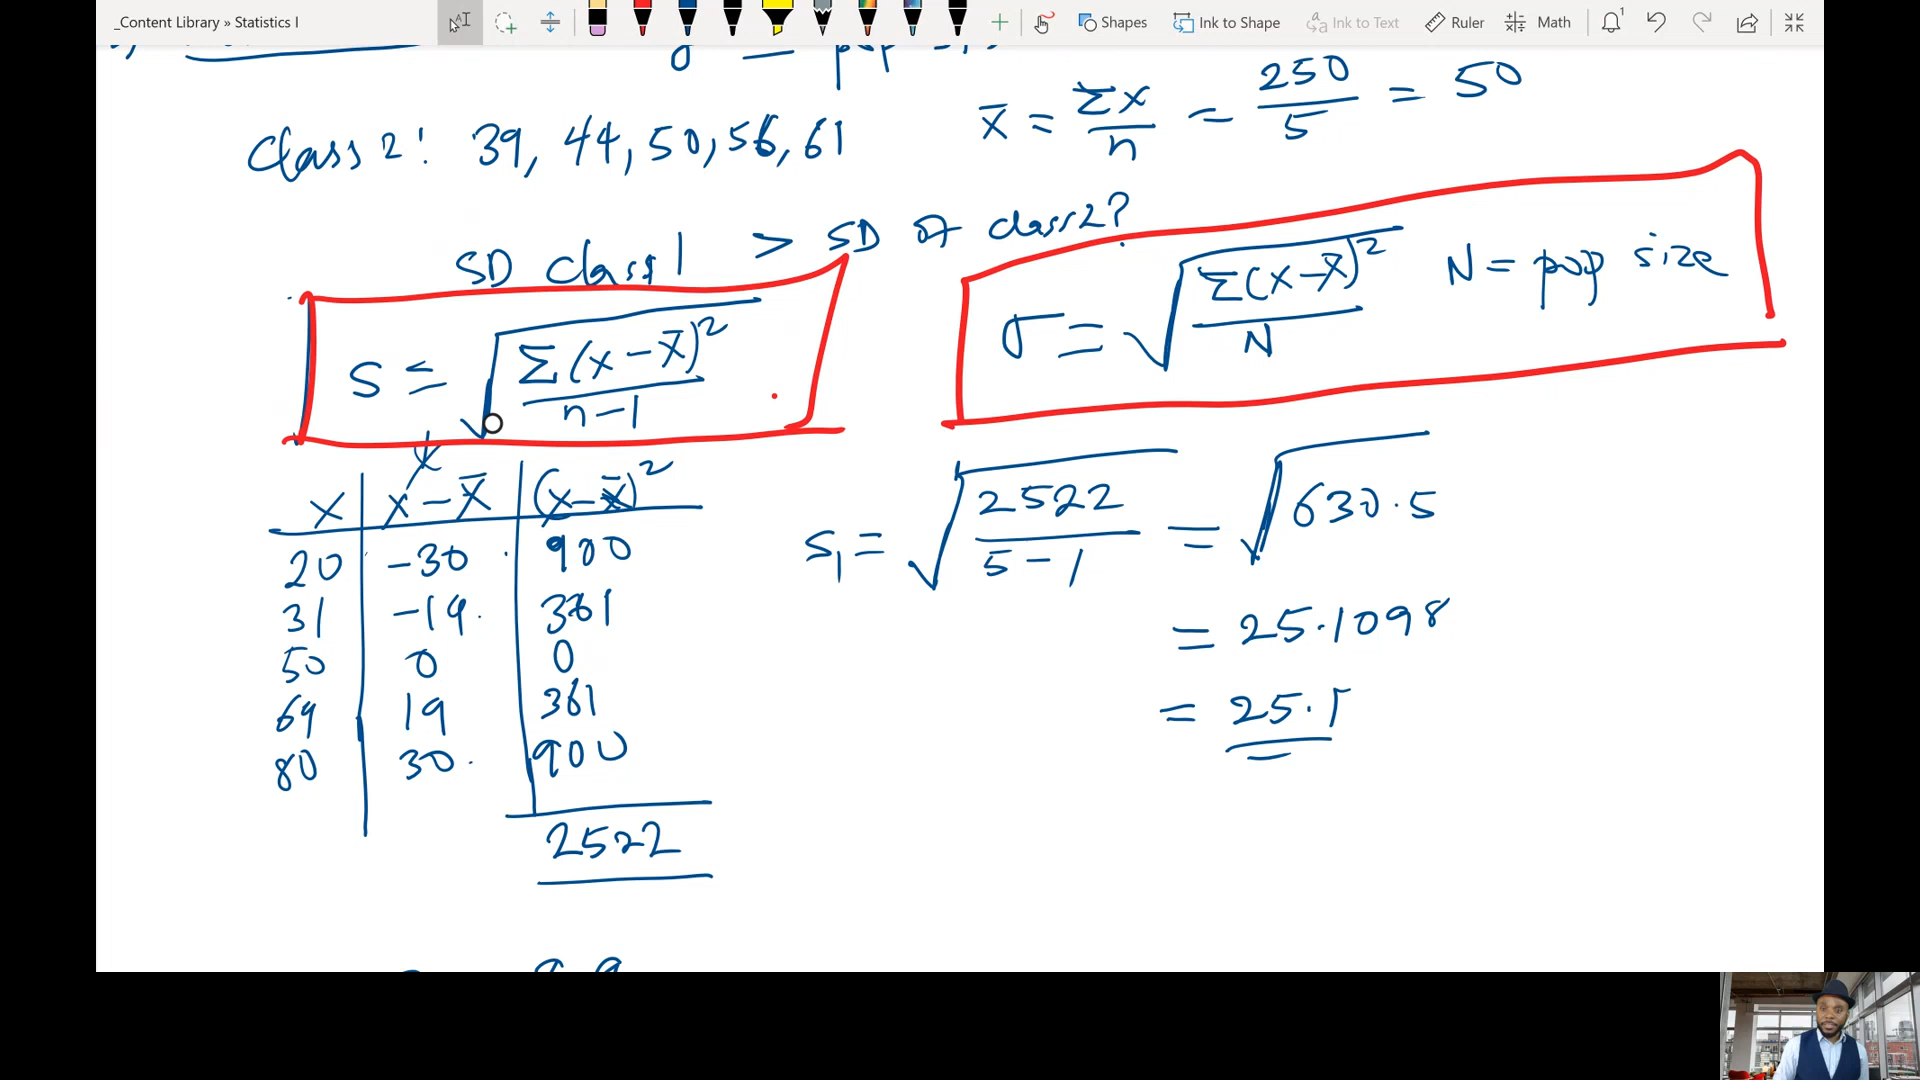 _Content Library » Statistics I
Shapes
Ink to Shape
Ink to Text
Ruler
Math
1
Class 2: 39, 44, 50, 56, 61
x̄ = Σx/n = 250/5 = 50
SD class 1 > SD of class 2?
S = √(Σ(x-x̄)²/(n-1))
σ = √(Σ(x-x̄)²/N) N = pop size
x | x-x̄ | (x-x̄)²
20 | -30 | 900
31 | -19 | 361
50 | 0 | 0
69 | 19 | 361
80 | 30 | 900
2522
S₁ = √(2522/(5-1)) = √630.5
= 25.1098
= 25.1